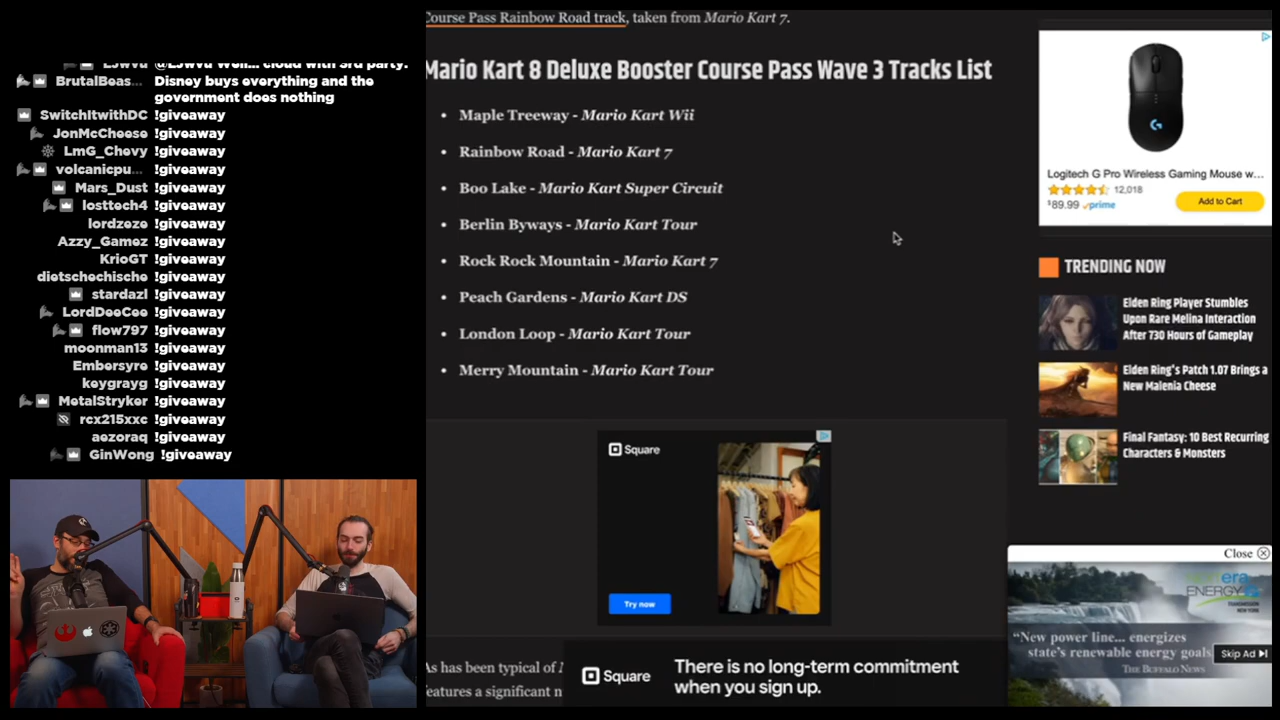 @L3wVu Well... cloud with 3rd party.
BrutalBeas... Disney buys everything and the
government does nothing
SwitchItwithDC !giveaway
JonMcCheese !giveaway
LmG_Chevy !giveaway
volcanicpu... !giveaway
Mars_Dust !giveaway
losttech4 !giveaway
lordzeze !giveaway
Azzy_Gamez !giveaway
KrioGT !giveaway
dietschechische !giveaway
stardazl !giveaway
LordDeeCee !giveaway
flow797 !giveaway
moonman13 !giveaway
Embersyre !giveaway
keygrayg !giveaway
MetalStryker !giveaway
rcx215xxc !giveaway
aezoraq !giveaway
GinWong !giveaway
Course Pass Rainbow Road track, taken from Mario Kart 7.
Mario Kart 8 Deluxe Booster Course Pass Wave 3 Tracks List
• Maple Treeway - Mario Kart Wii
• Rainbow Road - Mario Kart 7
• Boo Lake - Mario Kart Super Circuit
• Berlin Byways - Mario Kart Tour
• Rock Rock Mountain - Mario Kart 7
• Peach Gardens - Mario Kart DS
• London Loop - Mario Kart Tour
• Merry Mountain - Mario Kart Tour
Square
Try now
As has been typical of
features a significant n
Square
There is no long-term commitment
when you sign up.
Logitech G Pro Wireless Gaming Mouse w...
12,018
$89.99 prime
Add to Cart
TRENDING NOW
Elden Ring Player Stumbles
Upon Rare Melina Interaction
After 730 Hours of Gameplay
Elden Ring's Patch 1.07 Brings a
New Malenia Cheese
Final Fantasy: 10 Best Recurring
Characters & Monsters
Close
ENERGY
TRANSMISSION
NEW YORK
“New power line... energizes
state’s renewable energy goals
THE BUFFALO NEWS
Skip Ad